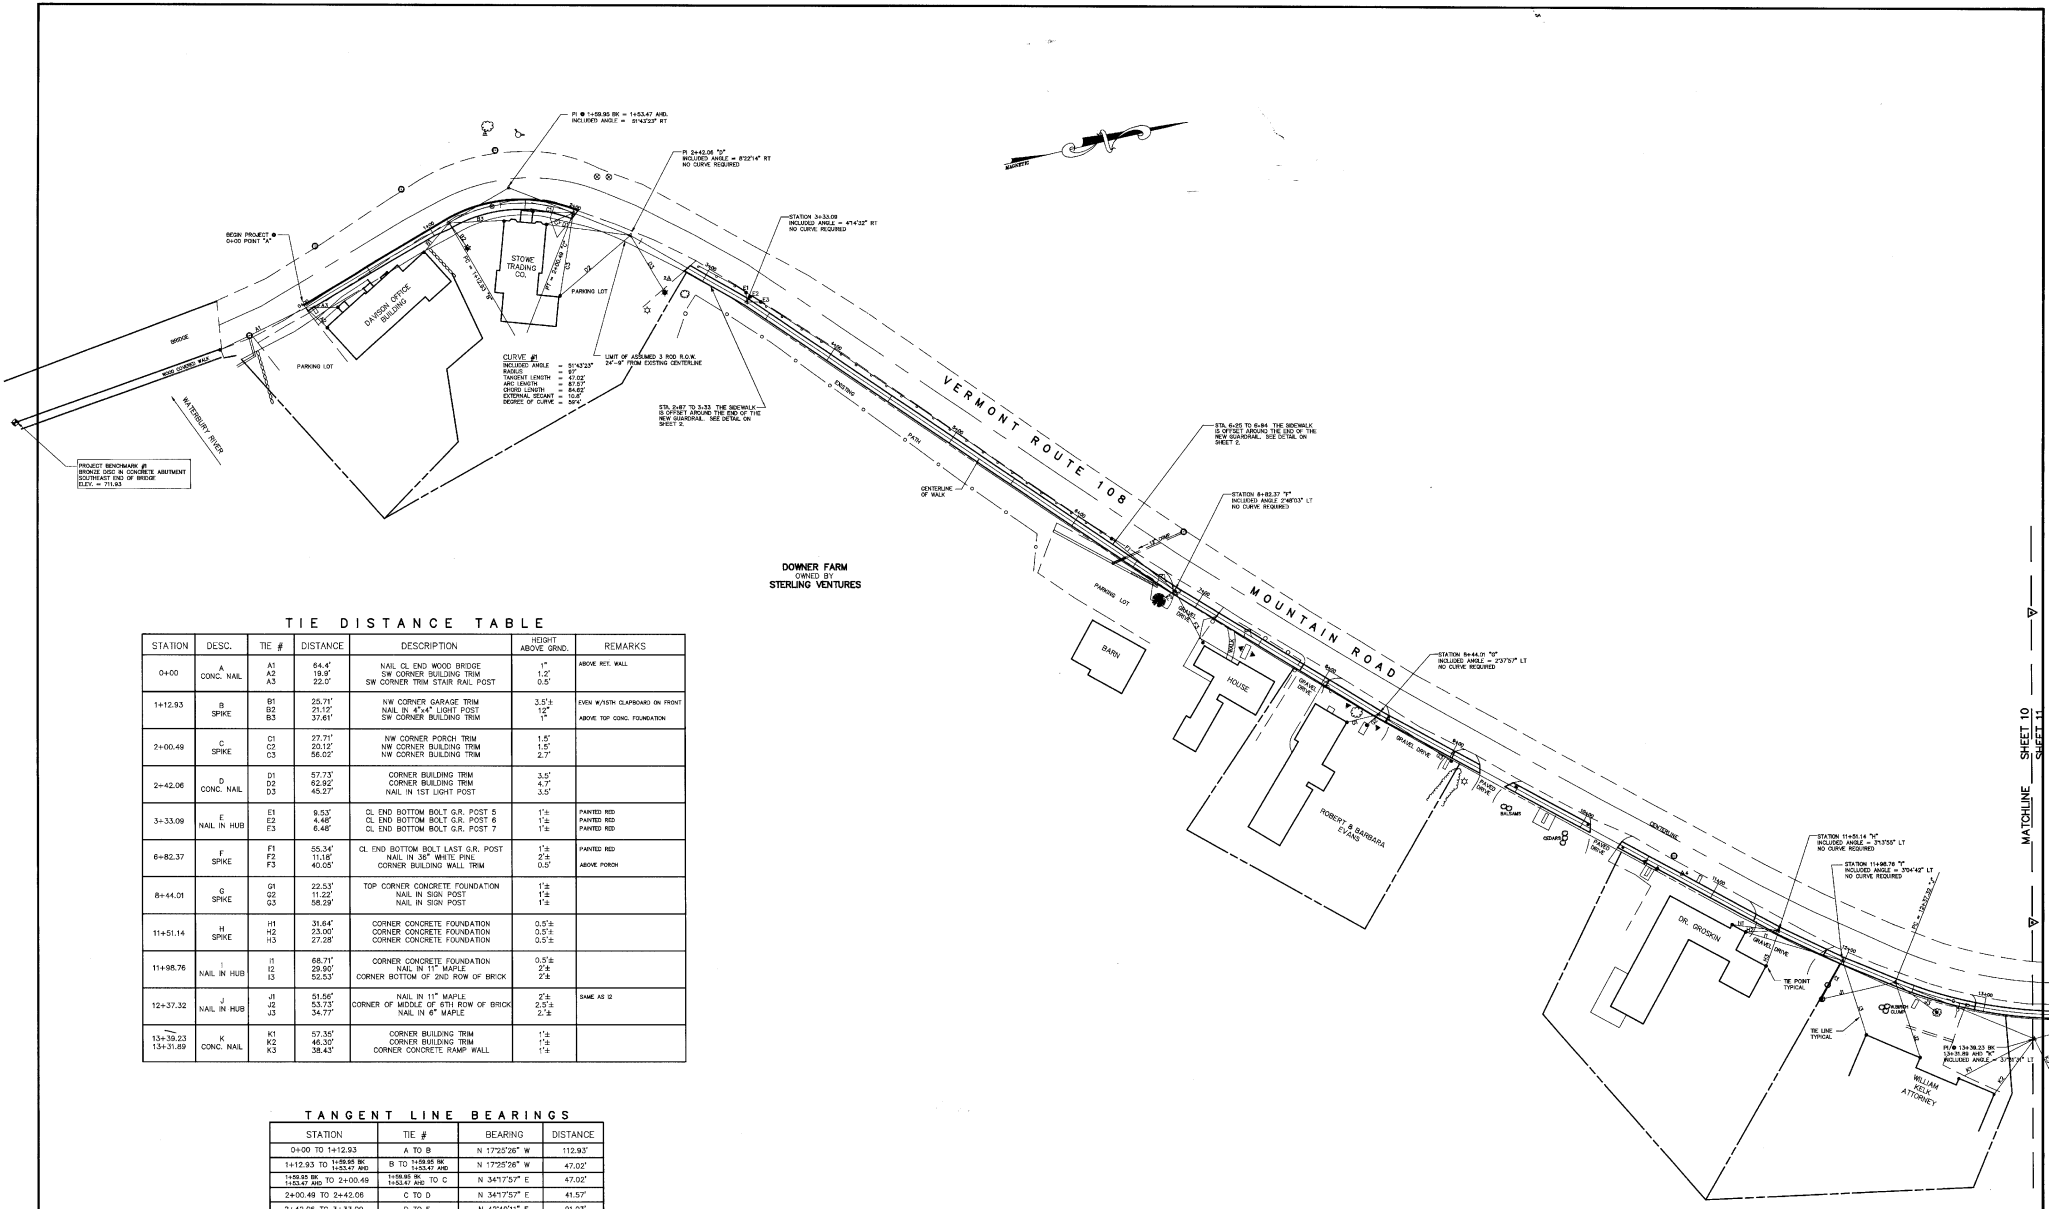 PI @ 1+59.95 BK = 1+53.47 AHD.
INCLUDED ANGLE = 51°43'23" RT
PI 2+42.06 "D"
INCLUDED ANGLE = 8°22'14" RT
NO CURVE REQUIRED
MAGNETIC
STATION 3+33.09
INCLUDED ANGLE = 4°14'32" RT
NO CURVE REQUIRED
BEGIN PROJECT @
0+00 POINT "A"
STOWE
TRADING
CO.
DAVISON OFFICE
BUILDING
PARKING LOT
PARKING LOT
BRIDGE
WOOD COVERED WALK
WATERBURY RIVER
PC = 1+12.93 "B"
PT = 2+00.49 "C"
CURVE #1
INCLUDED ANGLE = 51°43'23"
RADIUS = 97'
TANGENT LENGTH = 47.02'
ARC LENGTH = 87.57'
CHORD LENGTH = 84.62'
EXTERNAL SECANT = 10.8'
DEGREE OF CURVE = 59°4'
LIMIT OF ASSUMED 3 ROD R.O.W.
24'-9" FROM EXISTING CENTERLINE
STA. 2+87 TO 3+33 THE SIDEWALK
IS OFFSET AROUND THE END OF THE
NEW GUARDRAIL. SEE DETAIL ON
SHEET 2.
PROJECT BENCHMARK #1
BRONZE DISC IN CONCRETE ABUTMENT
SOUTHEAST END OF BRIDGE
ELEV. = 711.93
EXISTING
PATH
CENTERLINE
OF WALK
VERMONT ROUTE 108
STA. 6+25 TO 6+84 THE SIDEWALK
IS OFFSET AROUND THE END OF THE
NEW GUARDRAIL. SEE DETAIL ON
SHEET 2.
STATION 6+82.37 "F"
INCLUDED ANGLE 2°48'03" LT
NO CURVE REQUIRED
DOWNER FARM
OWNED BY
STERLING VENTURES
PARKING LOT
BARN
HOUSE
GRAVEL
DRIVE
MOUNTAIN ROAD
STATION 8+44.01 "G"
INCLUDED ANGLE = 2°37'57" LT
NO CURVE REQUIRED
GRAVEL
DRIVE
GRAVEL DRIVE
ROBERT & BARBARA
EVANS
PAVED
DRIVE
BALSAMS
CEDARS
PAVED
DRIVE
CENTERLINE
STATION 11+51.14 "H"
INCLUDED ANGLE = 3°13'55" LT
NO CURVE REQUIRED
STATION 11+98.76 "I"
INCLUDED ANGLE = 3°04'42" LT
NO CURVE REQUIRED
PC = 12+37.32 "J"
DR. GROSKIN
GRAVEL DRIVE
TIE POINT
TYPICAL
TIE LINE
TYPICAL
PI @ 13+39.23 BK
13+31.89 AHD "K"
WILLIAM
KELK
ATTORNEY
MATCHLINE SHEET 10
SHEET 11
TIE DISTANCE TABLE
STATION DESC. TIE # DISTANCE DESCRIPTION HEIGHT ABOVE GRND. REMARKS
0+00 A CONC. NAIL
A1 64.4' NAIL CL END WOOD BRIDGE 1" ABOVE RET. WALL
A2 19.9' SW CORNER BUILDING TRIM 1.2'
A3 22.0' SW CORNER TRIM STAIR RAIL POST 0.5'
1+12.93 B SPIKE
B1 25.71' NW CORNER GARAGE TRIM 3.5'± EVEN W/15TH CLAPBOARD ON FRONT
B2 21.12' NAIL IN 4"x4" LIGHT POST 12"
B3 37.61' SW CORNER BUILDING TRIM 1" ABOVE TOP CONC. FOUNDATION
2+00.49 C SPIKE
C1 27.71' NW CORNER PORCH TRIM 1.5'
C2 20.12' NW CORNER BUILDING TRIM 1.5'
C3 56.02' NW CORNER BUILDING TRIM 2.7'
2+42.06 D CONC. NAIL
D1 57.73' CORNER BUILDING TRIM 3.5'
D2 62.92' CORNER BUILDING TRIM 4.7'
D3 45.27' NAIL IN 1ST LIGHT POST 3.5'
3+33.09 E NAIL IN HUB
E1 9.53' CL END BOTTOM BOLT G.R. POST 5 1'± PAINTED RED
E2 4.48' CL END BOTTOM BOLT G.R. POST 6 1'± PAINTED RED
E3 6.48' CL END BOTTOM BOLT G.R. POST 7 1'± PAINTED RED
6+82.37 F SPIKE
F1 55.34' CL END BOTTOM BOLT LAST G.R. POST 1'± PAINTED RED
F2 11.18' NAIL IN 36" WHITE PINE 2'±
F3 40.05' CORNER BUILDING WALL TRIM 0.5' ABOVE PORCH
8+44.01 G SPIKE
G1 22.53' TOP CORNER CONCRETE FOUNDATION 1'±
G2 11.22' NAIL IN SIGN POST 1'±
G3 58.29' NAIL IN SIGN POST 1'±
11+51.14 H SPIKE
H1 31.64' CORNER CONCRETE FOUNDATION 0.5'±
H2 23.00' CORNER CONCRETE FOUNDATION 0.5'±
H3 27.28' CORNER CONCRETE FOUNDATION 0.5'±
11+98.76 I NAIL IN HUB
I1 68.71' CORNER CONCRETE FOUNDATION 0.5'±
I2 29.90' NAIL IN 11" MAPLE 2'±
I3 52.53' CORNER BOTTOM OF 2ND ROW OF BRICK 2'±
12+37.32 J NAIL IN HUB
J1 51.56' NAIL IN 11" MAPLE 2'± SAME AS I2
J2 53.73' CORNER OF MIDDLE OF 6TH ROW OF BRICK 2.5'±
J3 34.77' NAIL IN 6" MAPLE 2.'±
13+39.23 13+31.89 K CONC. NAIL
K1 57.35' CORNER BUILDING TRIM 1'±
K2 46.30' CORNER BUILDING TRIM 1'±
K3 38.43' CORNER CONCRETE RAMP WALL 1'±
TANGENT LINE BEARINGS
STATION TIE # BEARING DISTANCE
0+00 TO 1+12.93 A TO B N 17°25'26" W 112.93'
1+12.93 TO 1+59.95 BK 1+53.47 AHD B TO 1+59.95 BK 1+53.47 AHD N 17°25'26" W 47.02'
1+59.95 BK 1+53.47 AHD TO 2+00.49 1+59.95 BK 1+53.47 AHD TO C N 34°17'57" E 47.02'
2+00.49 TO 2+42.06 C TO D N 34°17'57" E 41.57'